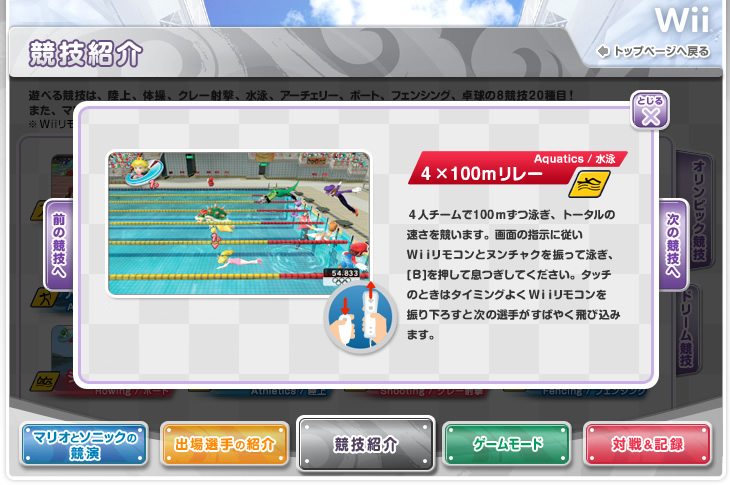 Wii
競技紹介
トップページへ戻る
遊べる競技は、陸上、体操、クレー射撃、水泳、アーチェリー、ボート、フェンシング、卓球の8競技20種目!
また、マ
※Wiiリモ
とじる
Aquatics / 水泳
4×100mリレー
4人チームで100mずつ泳ぎ、トータルの
速さを競います。画面の指示に従い
Wiiリモコンとヌンチャクを振って泳ぎ、
[B]を押して息つぎしてください。タッチ
のときはタイミングよくWiiリモコンを
振り下ろすと次の選手がすばやく飛び込み
ます。
54.833
前の競技へ
次の競技へ
オリンピック競技
ドリーム競技
Rowing / ボート
Athletics / 陸上
Shooting / クレー射撃
Fencing / フェンシング
マリオとソニックの
競演
出場選手の紹介
競技紹介
ゲームモード
対戦&記録